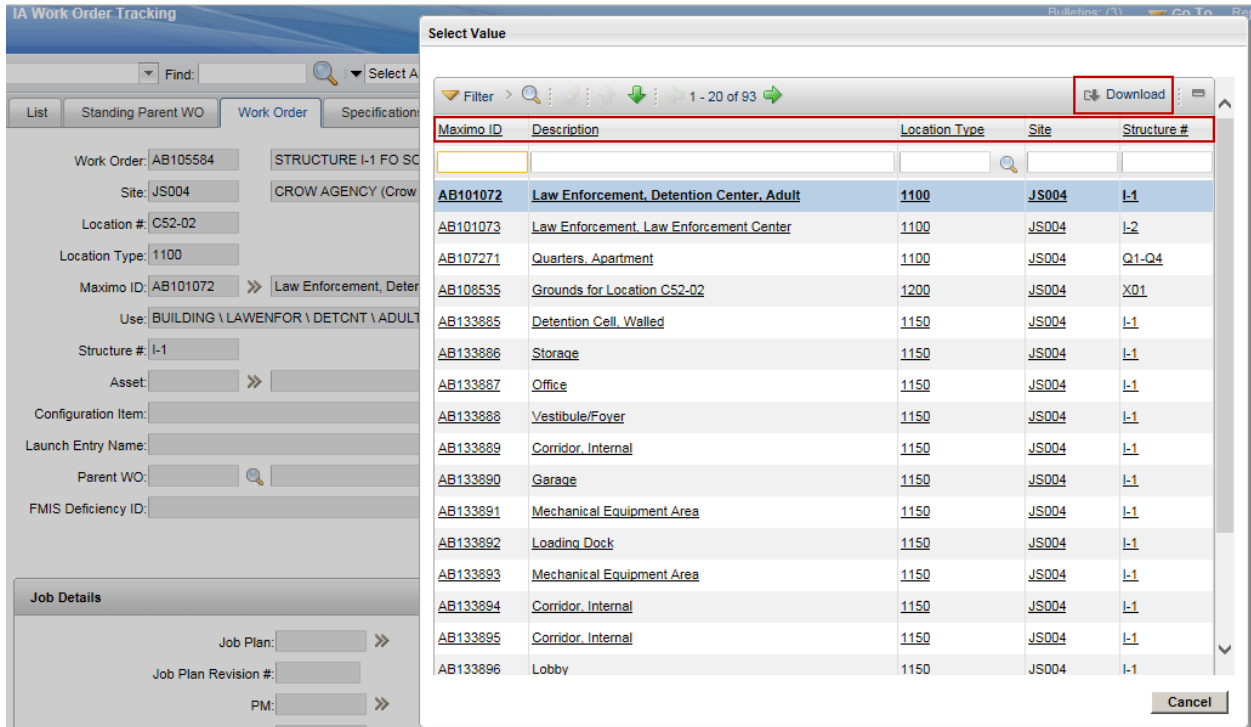 IA Work Order Tracking
Bulletins: (3) Go To Re
Find: Select A
List Standing Parent WO Work Order Specifications
Work Order: AB105584 STRUCTURE I-1 FO SC
Site: JS004 CROW AGENCY (Crow
Location #: C52-02
Location Type: 1100
Maximo ID: AB101072 Law Enforcement, Deter
Use: BUILDING \ LAWENFOR \ DETCNT \ ADULT
Structure #: I-1
Asset:
Configuration Item:
Launch Entry Name:
Parent WO:
FMIS Deficiency ID:
Job Details
Job Plan:
Job Plan Revision #:
PM:
Select Value
Filter 1 - 20 of 93 Download
Maximo ID Description Location Type Site Structure #
AB101072 Law Enforcement, Detention Center, Adult 1100 JS004 I-1
AB101073 Law Enforcement, Law Enforcement Center 1100 JS004 I-2
AB107271 Quarters, Apartment 1100 JS004 Q1-Q4
AB108535 Grounds for Location C52-02 1200 JS004 X01
AB133885 Detention Cell, Walled 1150 JS004 I-1
AB133886 Storage 1150 JS004 I-1
AB133887 Office 1150 JS004 I-1
AB133888 Vestibule/Foyer 1150 JS004 I-1
AB133889 Corridor, Internal 1150 JS004 I-1
AB133890 Garage 1150 JS004 I-1
AB133891 Mechanical Equipment Area 1150 JS004 I-1
AB133892 Loading Dock 1150 JS004 I-1
AB133893 Mechanical Equipment Area 1150 JS004 I-1
AB133894 Corridor, Internal 1150 JS004 I-1
AB133895 Corridor, Internal 1150 JS004 I-1
AB133896 Lobby 1150 JS004 I-1
Cancel